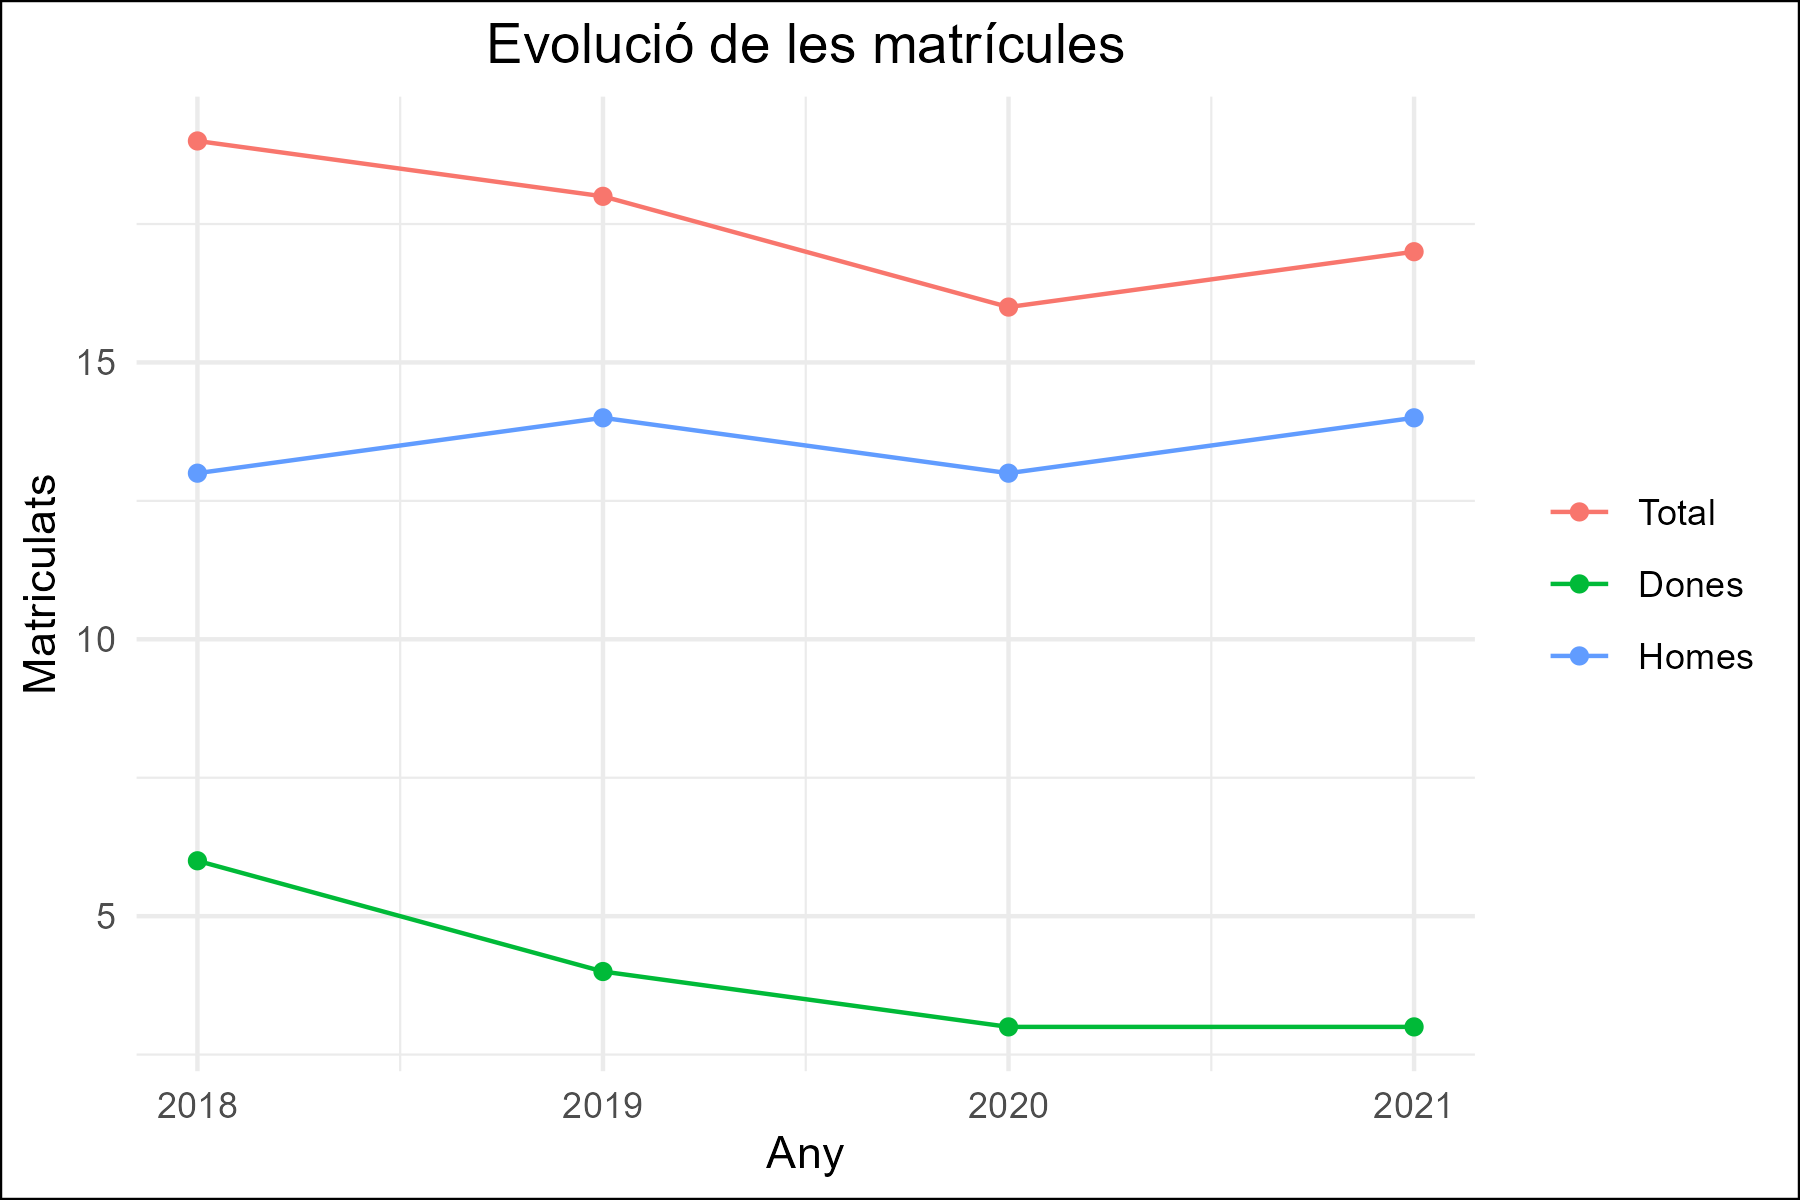 Evolució de les matrícules
Matriculats
15
10
5
2018
2019
2020
2021
Any
Total
Dones
Homes